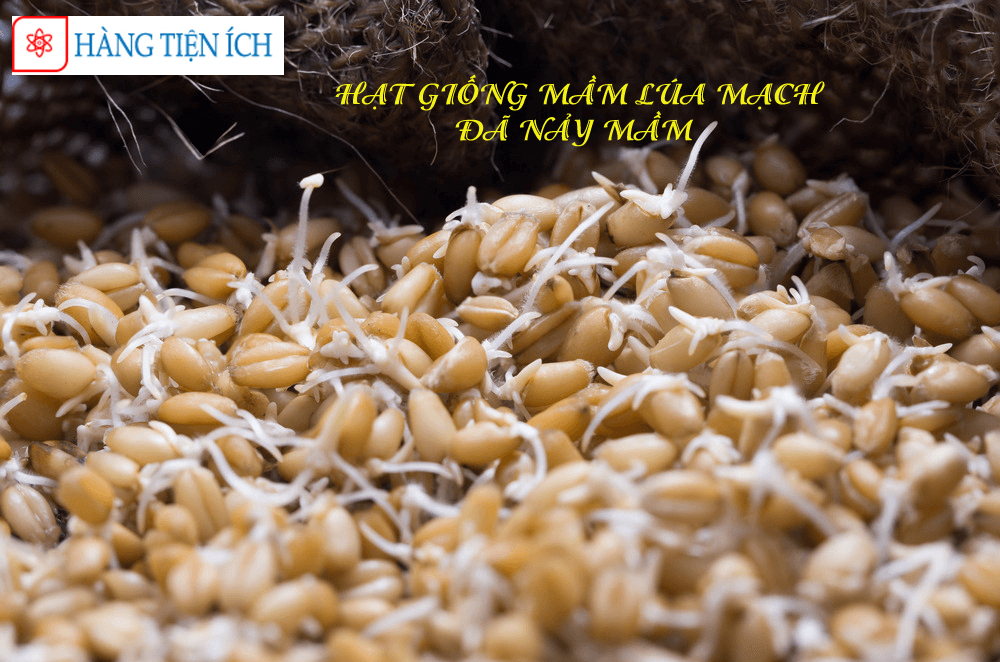 HÀNG TIỆN ÍCH
HẠT GIỐNG MẦM LÚA MẠCH
ĐÃ NẢY MẦM